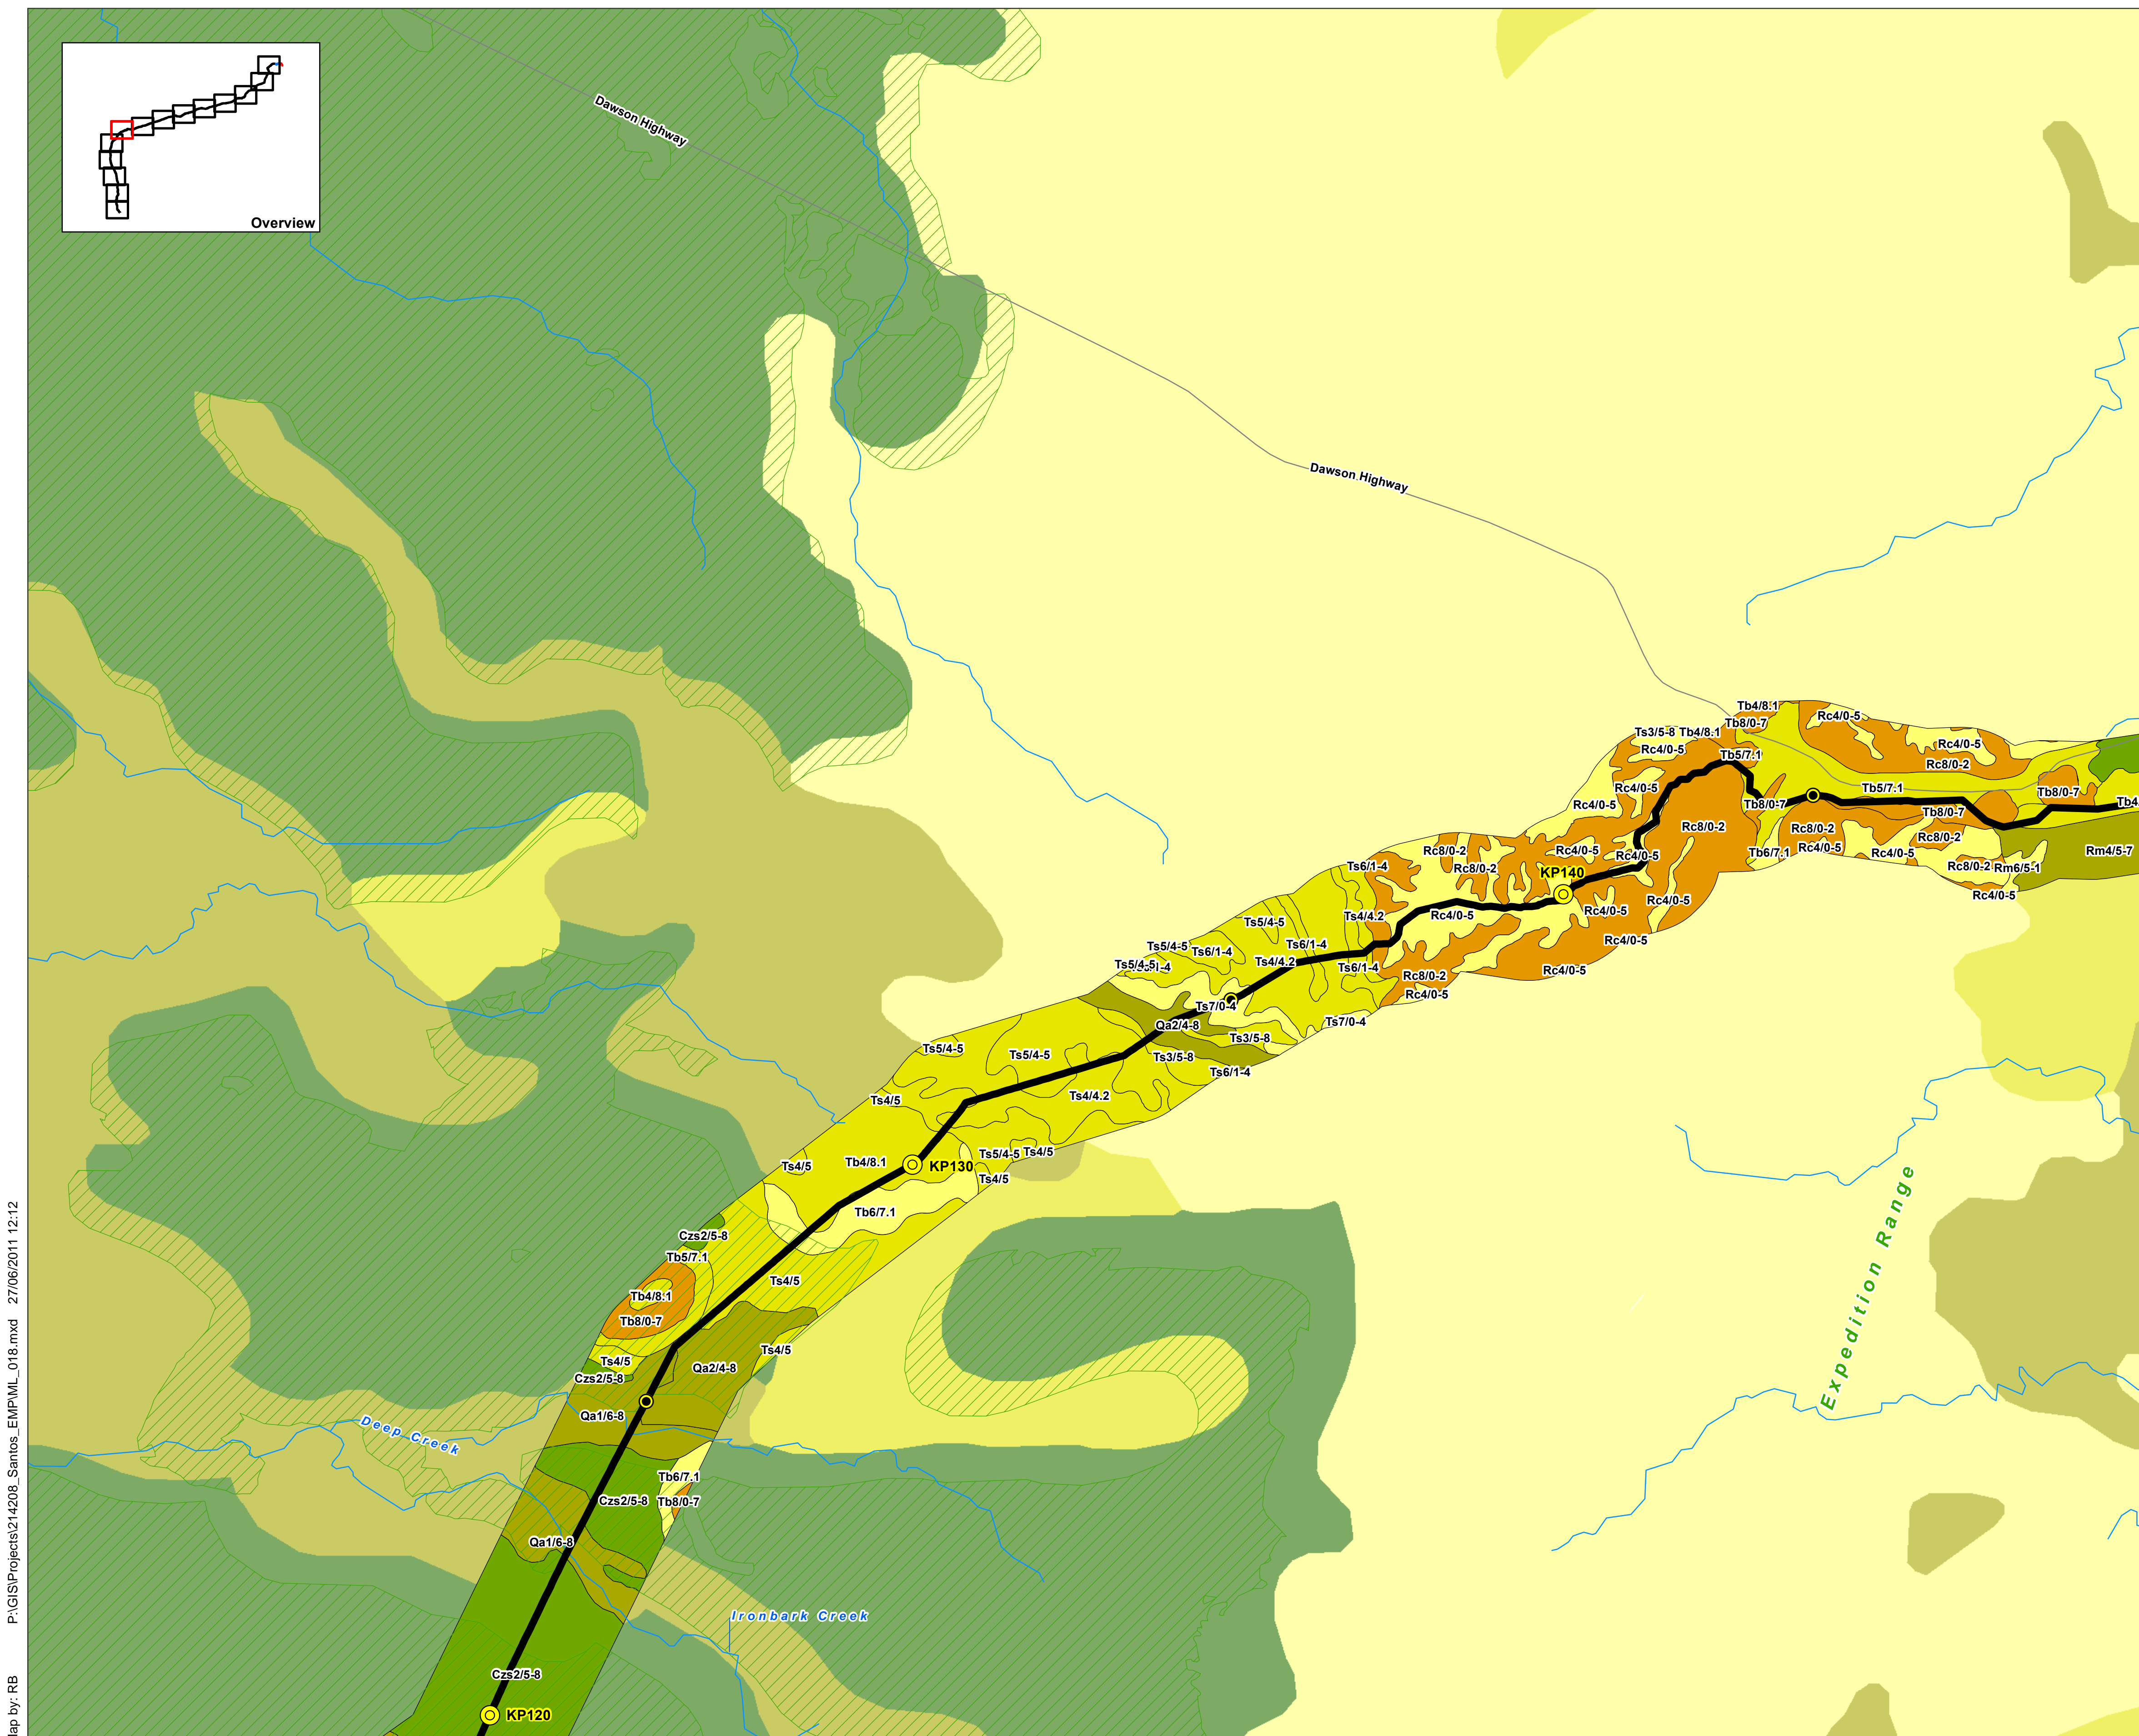 Overview
Dawson Highway
Dawson Highway
Tb4/8.1
Rc4/0-5
Tb8/0-7
Ts3/5-8
Tb4/8.1
Rc4/0-5
Rc4/0-5
Tb5/7.1
Rc8/0-2
Rc4/0-5
Tb5/7.1
Tb8/0-7
Rc4/0-5
Tb8/0-7
Tb4
Tb8/0-7
Rc8/0-2
Rc8/0-2
Rc8/0-2
Rc4/0-5
Rc4/0-5
Rc8/0-2
Rc4/0-5
Tb6/7.1
Rc4/0-5
Rm4/5-7
Ts6/1-4
Rc8/0-2
KP140
Rc8/0-2
Rm6/5-1
Rc4/0-5
Rc4/0-5
Ts4/4.2
Rc4/0-5
Rc4/0-5
Ts5/4-5
Rc4/0-5
Ts5/4-5
Ts6/1-4
Ts6/1-4
Ts5/4-5
Ts6/1-4
Ts4/4.2
Ts6/1-4
Rc8/0-2
Rc4/0-5
Rc4/0-5
Ts7/0-4
Ts7/0-4
Qa2/4-8
Ts3/5-8
Ts5/4-5
Ts5/4-5
Ts3/5-8
Ts6/1-4
Ts4/5
Ts4/4.2
Ts4/5
Tb4/8.1
KP130
Ts5/4-5
Ts4/5
Ts4/5
Tb6/7.1
Czs2/5-8
Tb5/7.1
Ts4/5
Tb4/8.1
Tb8/0-7
Ts4/5
Ts4/5
Qa2/4-8
Czs2/5-8
Qa1/6-8
Deep Creek
Expedition Range
Tb6/7.1
Czs2/5-8
Tb8/0-7
Qa1/6-8
Ironbark Creek
Czs2/5-8
KP120
ap by: RB P:\GIS\Projects\214208_Santos_EMP\ML_018.mxd 27/06/2011 12:12